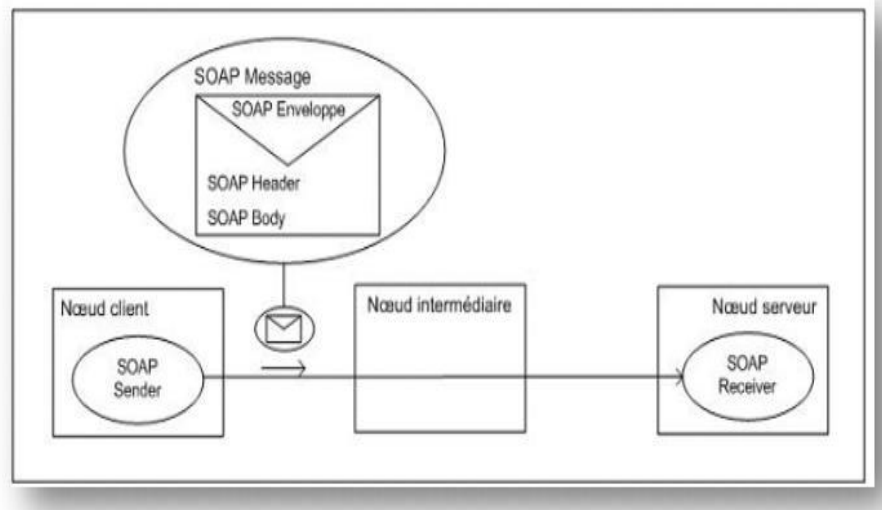 SOAP Message
SOAP Enveloppe
SOAP Header
SOAP Body
Nœud client
SOAP
Sender
Nœud intermédiaire
Nœud serveur
SOAP
Receiver